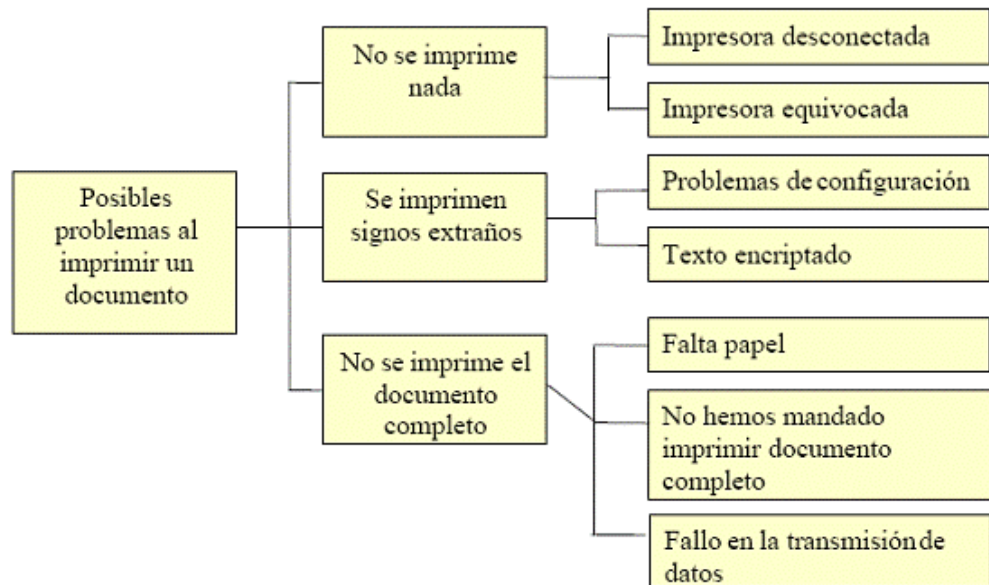 Posibles
problemas al
imprimir un
documento
No se imprime
nada
Impresora desconectada
Impresora equivocada
Se imprimen
signos extraños
Problemas de configuración
Texto encriptado
No se imprime el
documento
completo
Falta papel
No hemos mandado
imprimir documento
completo
Fallo en la transmisión de
datos